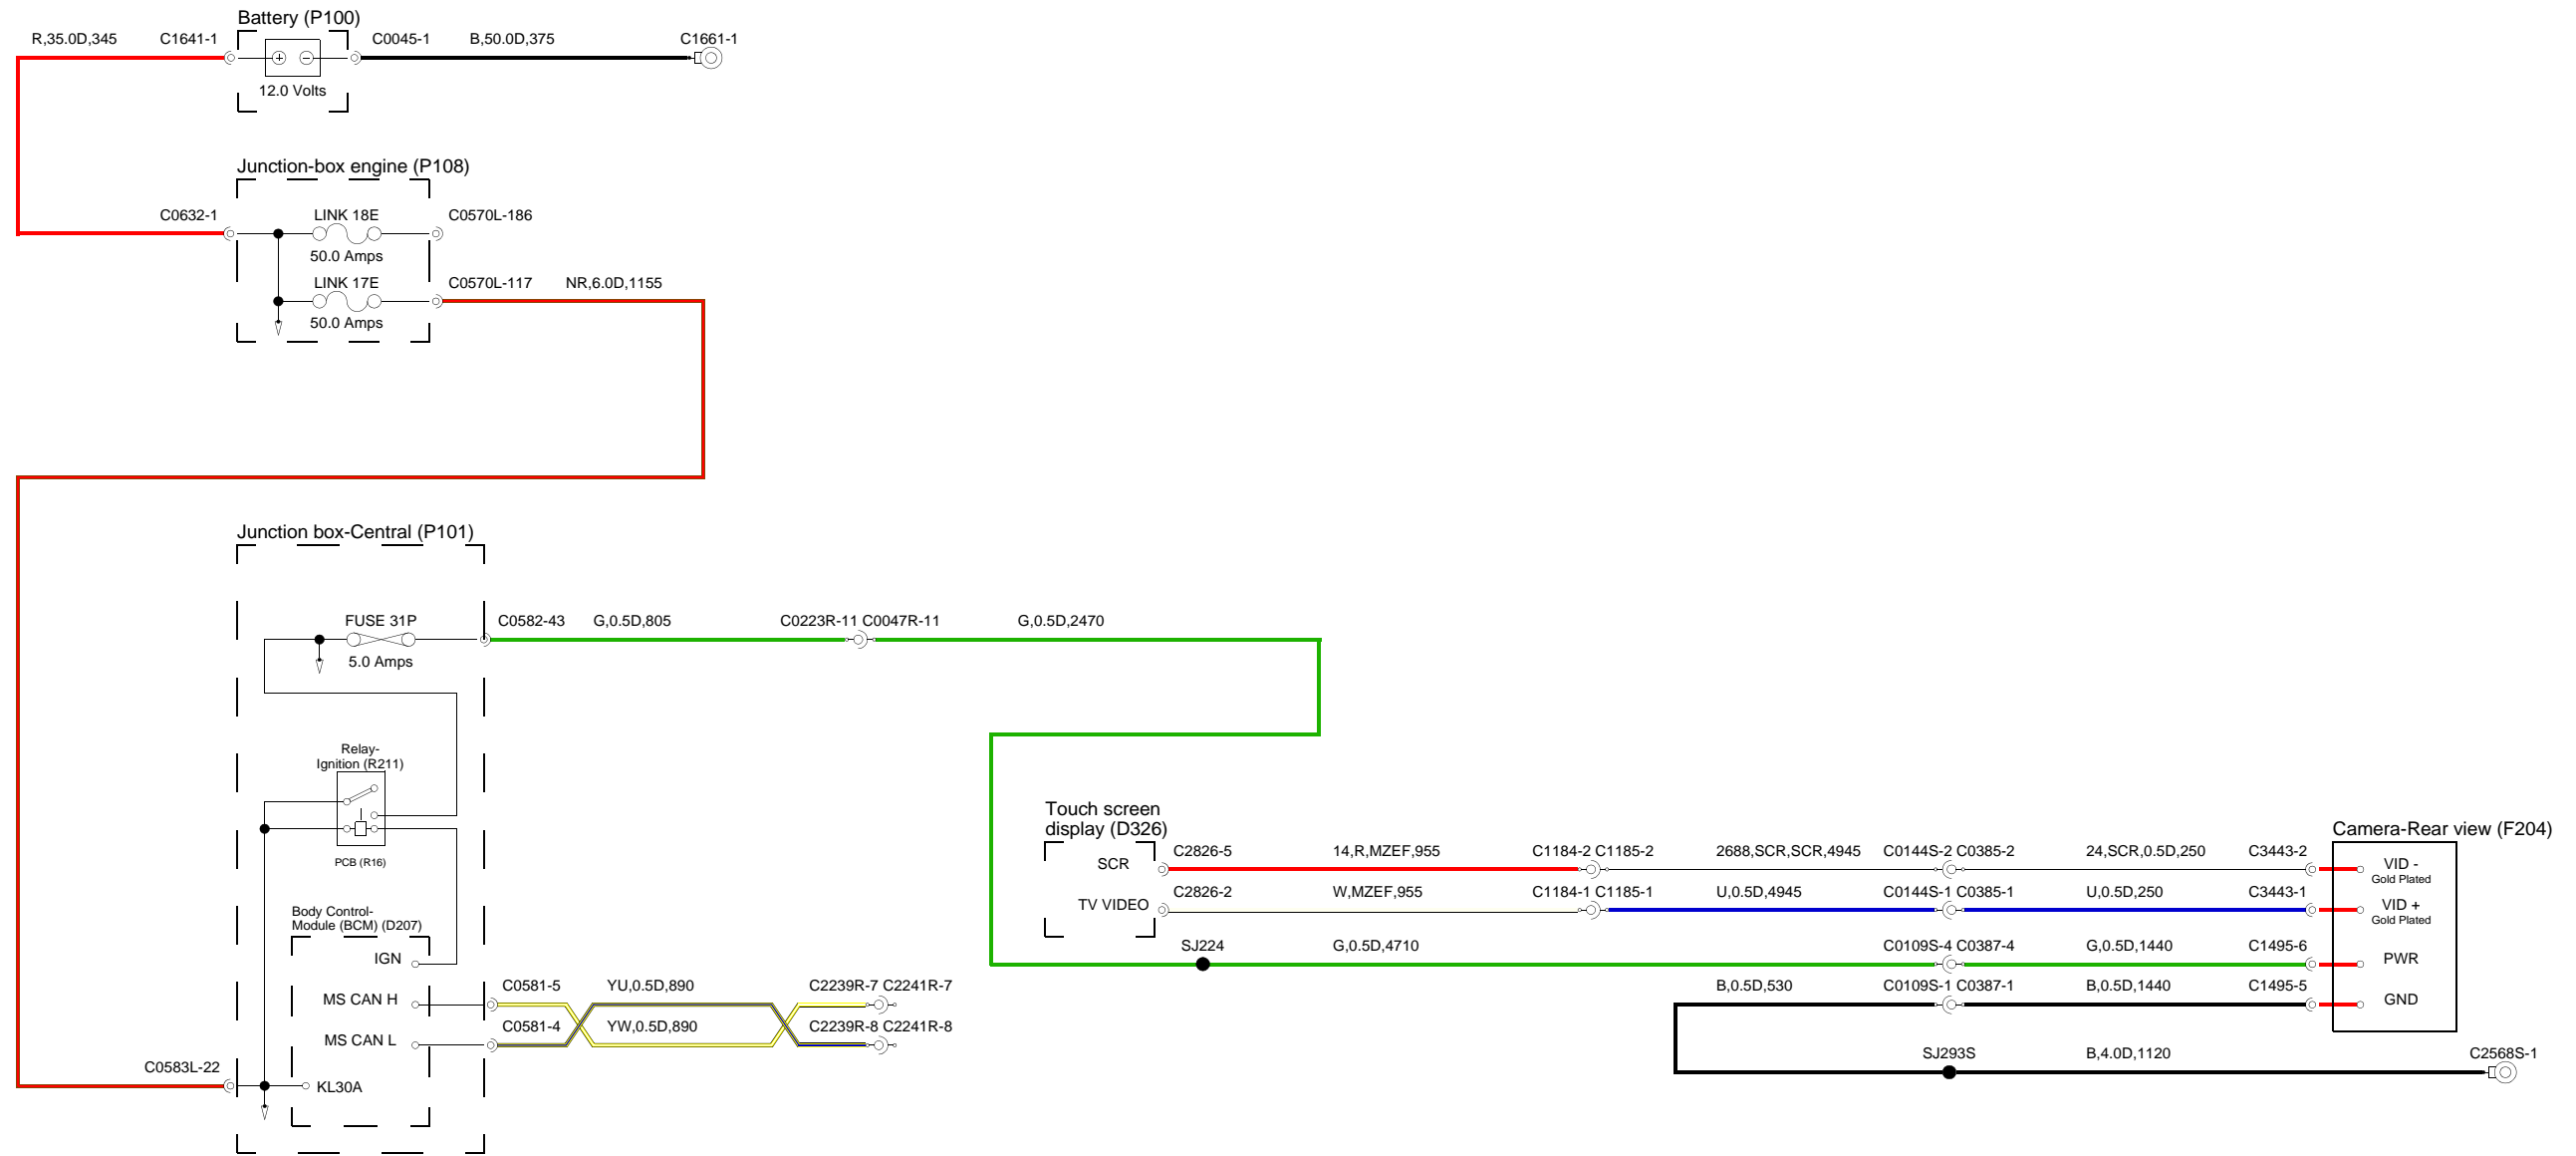 Battery (P100)
R,35.0D,345
C1641-1
C0045-1
B,50.0D,375
C1661-1
12.0 Volts
Junction-box engine (P108)
C0632-1
LINK 18E
C0570L-186
50.0 Amps
LINK 17E
C0570L-117
NR,6.0D,1155
50.0 Amps
Junction box-Central (P101)
FUSE 31P
C0582-43
G,0.5D,805
C0223R-11 C0047R-11
G,0.5D,2470
5.0 Amps
Relay-
Ignition (R211)
PCB (R16)
Body Control-
Module (BCM) (D207)
IGN
MS CAN H
C0581-5
YU,0.5D,890
C2239R-7 C2241R-7
MS CAN L
C0581-4
YW,0.5D,890
C2239R-8 C2241R-8
C0583L-22
KL30A
Touch screen
display (D326)
SCR
C2826-5
14,R,MZEF,955
C1184-2 C1185-2
2688,SCR,SCR,4945
C0144S-2 C0385-2
24,SCR,0.5D,250
C3443-2
TV VIDEO
C2826-2
W,MZEF,955
C1184-1 C1185-1
U,0.5D,4945
C0144S-1 C0385-1
U,0.5D,250
C3443-1
SJ224
G,0.5D,4710
C0109S-4 C0387-4
G,0.5D,1440
C1495-6
B,0.5D,530
C0109S-1 C0387-1
B,0.5D,1440
C1495-5
Camera-Rear view (F204)
VID -
Gold Plated
VID +
Gold Plated
PWR
GND
SJ293S
B,4.0D,1120
C2568S-1